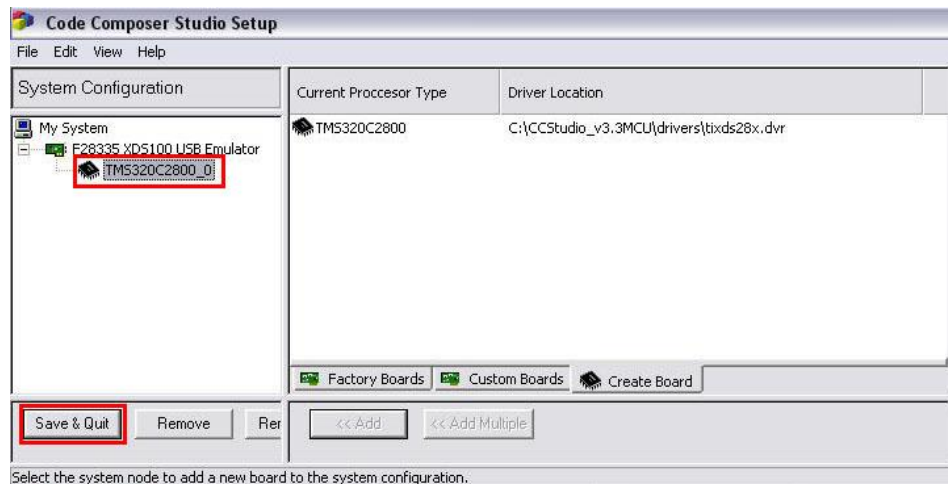 Code Composer Studio Setup
File Edit View Help
System Configuration
Current Proccesor Type
Driver Location
My System
F28335 XDS100 USB Emulator
TMS320C2800_0
TMS320C2800
C:\CCStudio_v3.3MCU\drivers\tixds28x.dvr
Factory Boards
Custom Boards
Create Board
Save & Quit
Remove
<< Add
<< Add Multiple
Select the system node to add a new board to the system configuration.